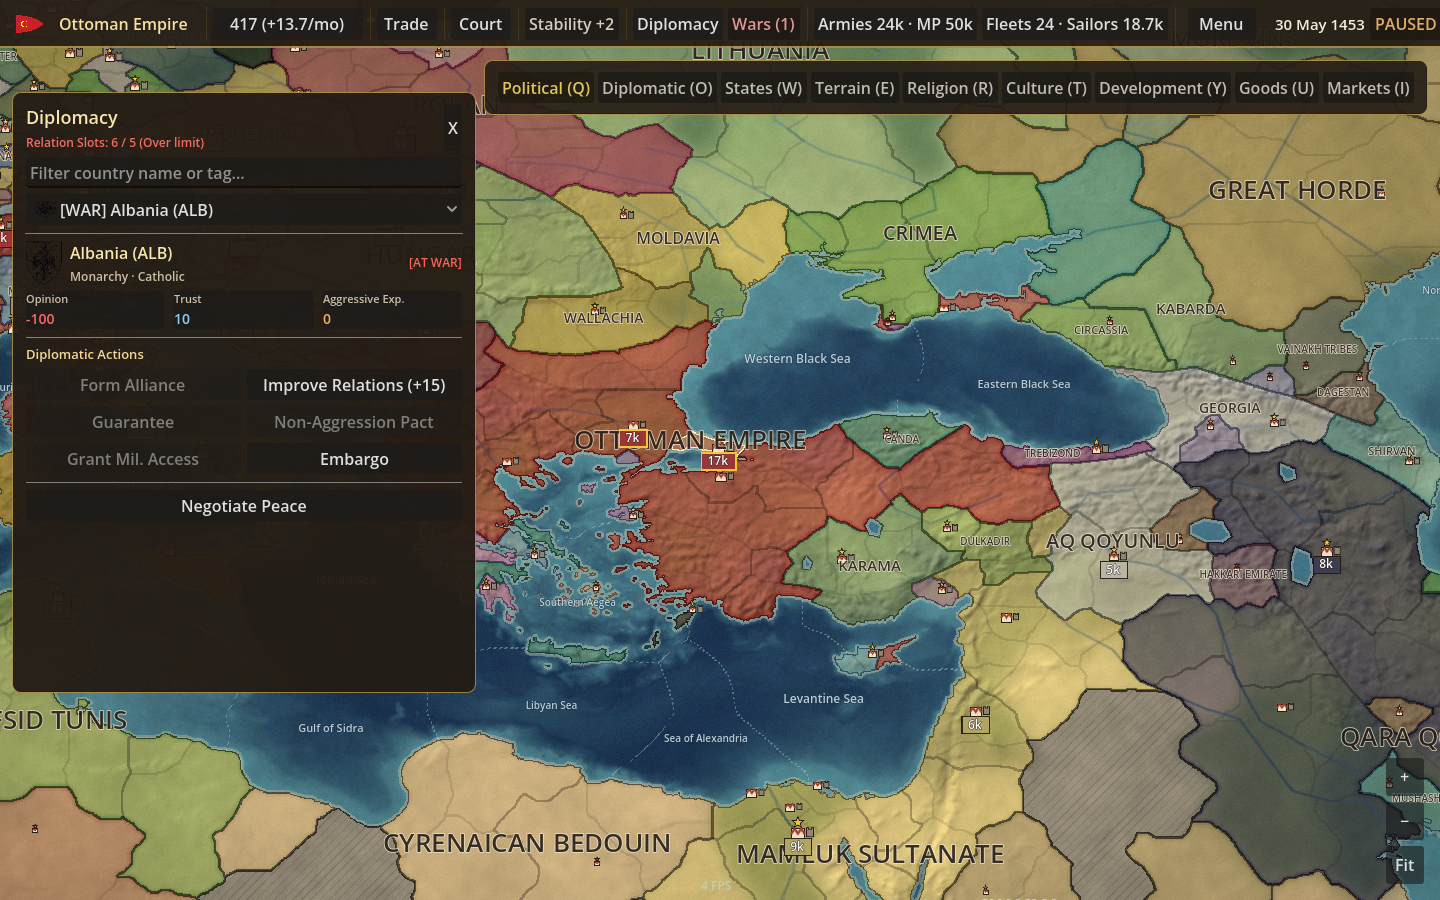 Ottoman Empire
417 (+13.7/mo)
Trade
Court
Stability +2
Diplomacy
Wars (1)
Armies 24k · MP 50k
Fleets 24 · Sailors 18.7k
Menu
30 May 1453
PAUSED
LITHUANIA
Political (Q)
Diplomatic (O)
States (W)
Terrain (E)
Religion (R)
Culture (T)
Development (Y)
Goods (U)
Markets (I)
Diplomacy
X
Relation Slots: 6 / 5 (Over limit)
Filter country name or tag...
[WAR] Albania (ALB)
Albania (ALB)
Monarchy · Catholic
[AT WAR]
Opinion
-100
Trust
10
Aggressive Exp.
0
Diplomatic Actions
Form Alliance
Improve Relations (+15)
Guarantee
Non-Aggression Pact
Grant Mil. Access
Embargo
Negotiate Peace
GREAT HORDE
MOLDAVIA
CRIMEA
WALLACHIA
KABARDA
CIRCASSIA
VAINAKH TRIBES
DAGESTAN
Western Black Sea
Eastern Black Sea
GEORGIA
OTTOMAN EMPIRE
7k
17k
CANDA
TREBIZOND
SHIRVAN
DULKADIR
AQ QOYUNLU
KARAMA
5k
8k
HAKKARI EMIRATE
Southern Aegea
Levantine Sea
Libyan Sea
Gulf of Sidra
Sea of Alexandria
6k
CYRENAICAN BEDOUIN
MAMLUK SULTANATE
9k
4 FPS
+
−
Fit